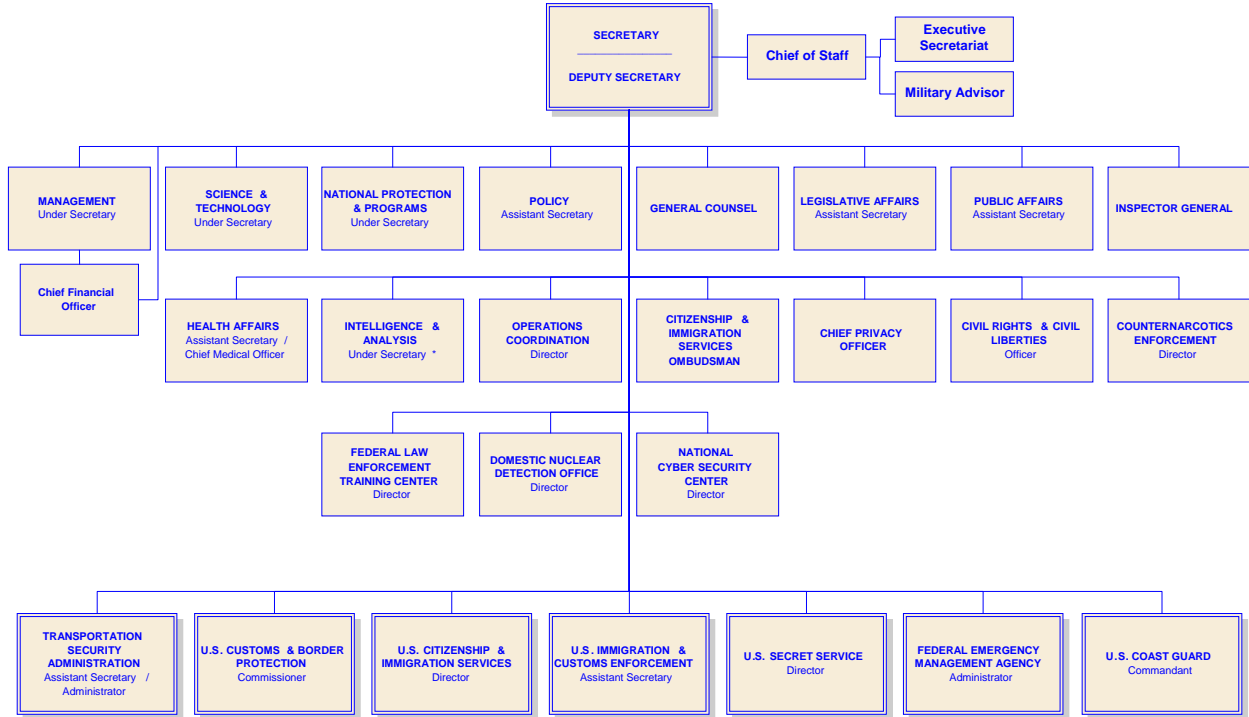 SECRETARY
DEPUTY SECRETARY
Chief of Staff
Executive
Secretariat
Military Advisor
MANAGEMENT
Under Secretary
SCIENCE & 
TECHNOLOGY
Under Secretary
NATIONAL PROTECTION
& PROGRAMS
Under Secretary
POLICY
Assistant Secretary
GENERAL COUNSEL
LEGISLATIVE AFFAIRS
Assistant Secretary
PUBLIC AFFAIRS
Assistant Secretary
INSPECTOR GENERAL
Chief Financial
Officer
HEALTH AFFAIRS
Assistant Secretary /
Chief Medical Officer
INTELLIGENCE &
ANALYSIS
Under Secretary *
OPERATIONS
COORDINATION
Director
CITIZENSHIP &
IMMIGRATION
SERVICES
OMBUDSMAN
CHIEF PRIVACY
OFFICER
CIVIL RIGHTS & CIVIL
LIBERTIES
Officer
COUNTERNARCOTICS
ENFORCEMENT
Director
FEDERAL LAW
ENFORCEMENT
TRAINING CENTER
Director
DOMESTIC NUCLEAR
DETECTION OFFICE
Director
NATIONAL
CYBER SECURITY
CENTER
Director
TRANSPORTATION
SECURITY
ADMINISTRATION
Assistant Secretary /
Administrator
U.S. CUSTOMS & BORDER
PROTECTION
Commissioner
U.S. CITIZENSHIP &
IMMIGRATION SERVICES
Director
U.S. IMMIGRATION &
CUSTOMS ENFORCEMENT
Assistant Secretary
U.S. SECRET SERVICE
Director
FEDERAL EMERGENCY
MANAGEMENT AGENCY
Administrator
U.S. COAST GUARD
Commandant